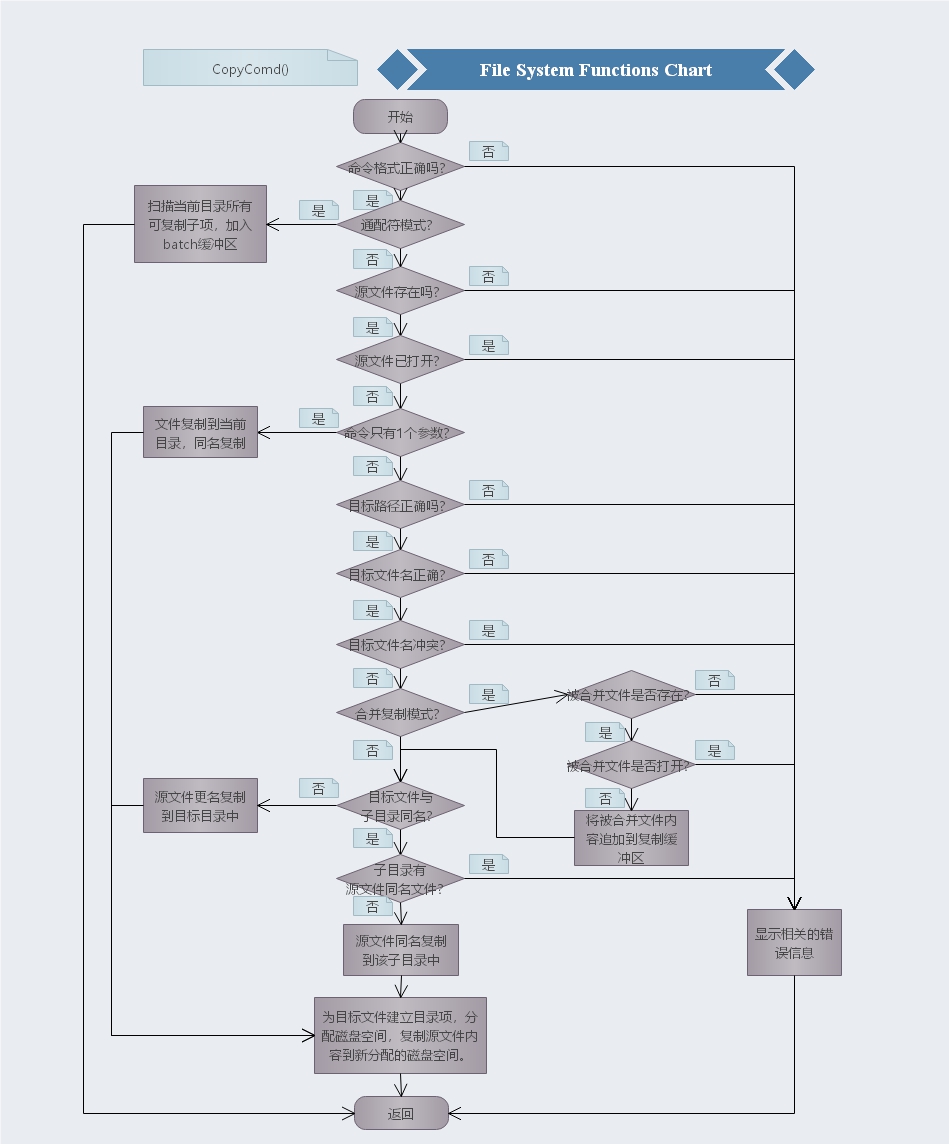 CopyComd()
File System Functions Chart
开始
命令格式正确吗?
否
是
扫描当前目录所有
可复制子项，加入
batch缓冲区
是
通配符模式?
否
源文件存在吗?
否
是
源文件已打开?
是
否
文件复制到当前
目录，同名复制
是
命令只有1个参数?
否
目标路径正确吗?
否
是
目标文件名正确?
否
是
目标文件名冲突?
是
否
合并复制模式?
是
被合并文件是否存在?
否
是
被合并文件是否打开?
是
否
将被合并文件内
容追加到复制缓
冲区
否
源文件更名复制
到目标目录中
否
目标文件与
子目录同名?
是
子目录有
源文件同名文件?
是
否
源文件同名复制
到该子目录中
显示相关的错
误信息
为目标文件建立目录项，分
配磁盘空间，复制源文件内
容到新分配的磁盘空间。
返回